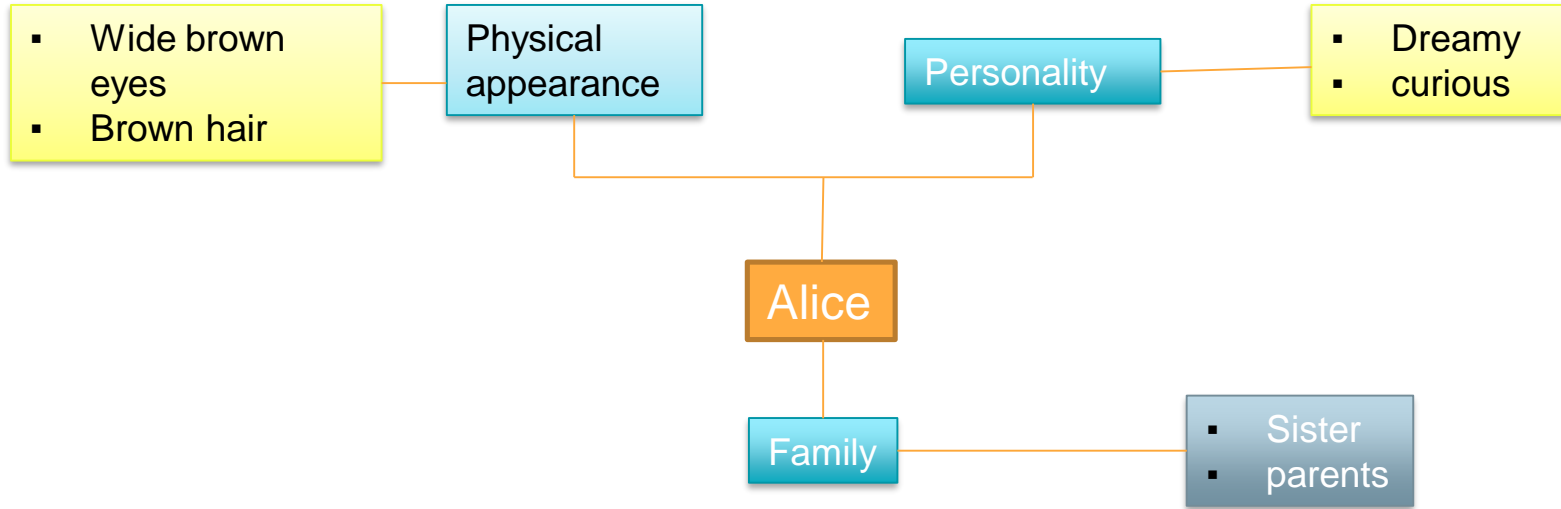 ▪ Wide brown
eyes
▪ Brown hair
Physical
appearance
Personality
▪ Dreamy
▪ curious
Alice
Family
▪ Sister
▪ parents